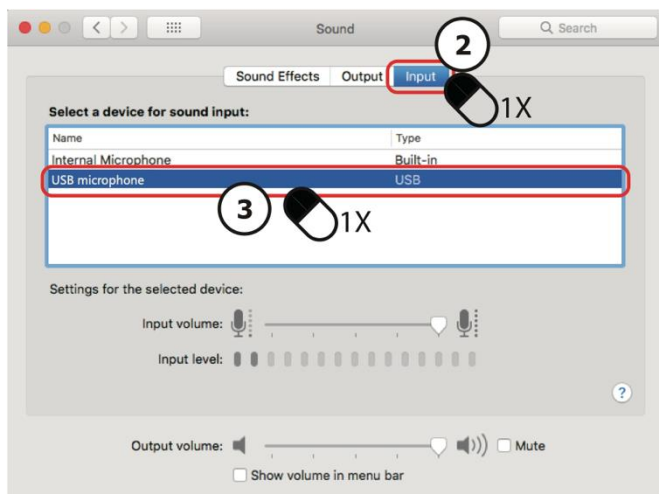 Sound
Search
2
Sound Effects Output Input
1X
Select a device for sound input:
Name Type
Internal Microphone Built-in
USB microphone USB
3
1X
Settings for the selected device:
Input volume:
Input level:
?
Output volume: Mute
Show volume in menu bar